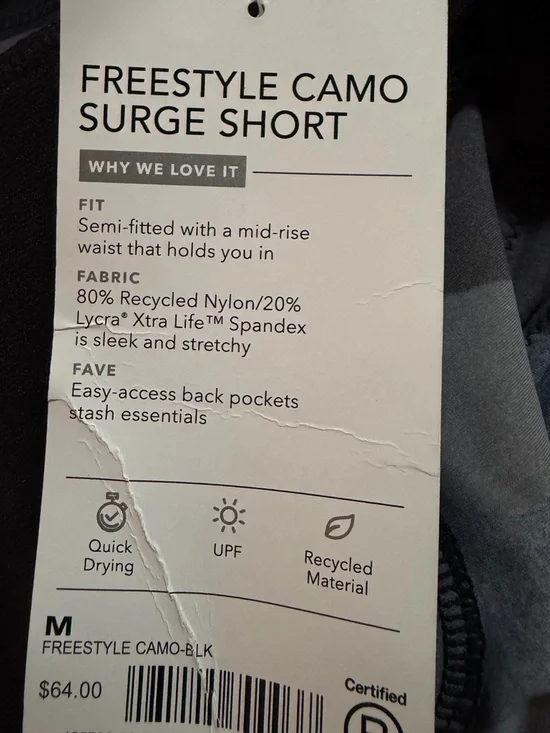 FREESTYLE CAMO
SURGE SHORT
WHY WE LOVE IT
FIT
Semi-fitted with a mid-rise
waist that holds you in
FABRIC
80% Recycled Nylon/20%
Lycra® Xtra Life™ Spandex
is sleek and stretchy
FAVE
Easy-access back pockets
stash essentials
Quick
Drying
UPF
Recycled
Material
M
FREESTYLE CAMO-BLK
$64.00
Certified
B